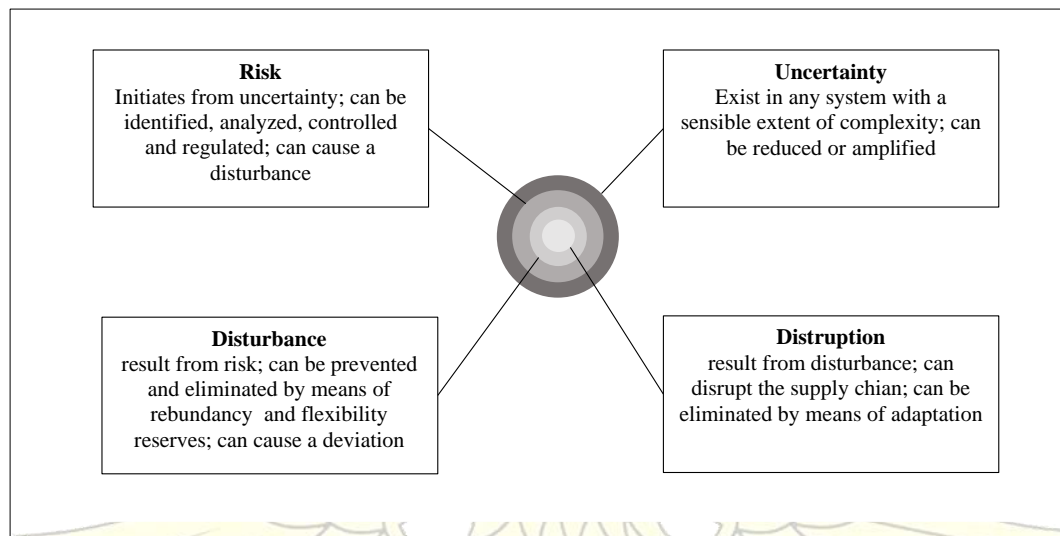 Risk
Initiates from uncertainty; can be
identified, analyzed, controlled
and regulated; can cause a
disturbance
Uncertainty
Exist in any system with a
sensible extent of complexity; can
be reduced or amplified
Disturbance
result from risk; can be prevented
and eliminated by means of
rebundancy and flexibility
reserves; can cause a deviation
Distruption
result from disturbance; can
disrupt the supply chian; can be
eliminated by means of adaptation